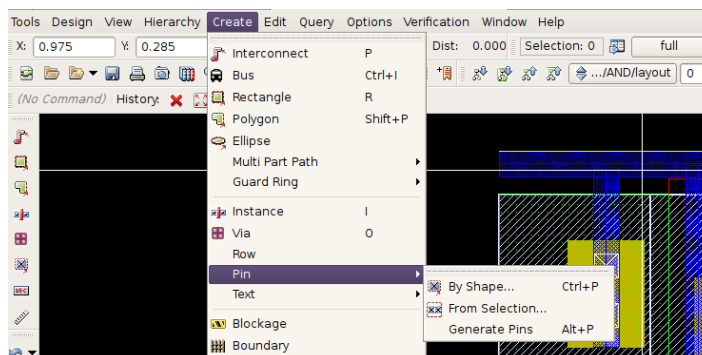 Tools Design View Hierarchy Create Edit Query Options Verification Window Help
X: 0.975 Y: 0.285 Dist: 0.000 Selection: 0 full
.../AND/layout 0
(No Command) History:
Interconnect P
Bus Ctrl+I
Rectangle R
Polygon Shift+P
Ellipse
Multi Part Path
Guard Ring
Instance I
Via O
Row
Pin
By Shape... Ctrl+P
From Selection...
Generate Pins Alt+P
Text
Blockage
Boundary
abc